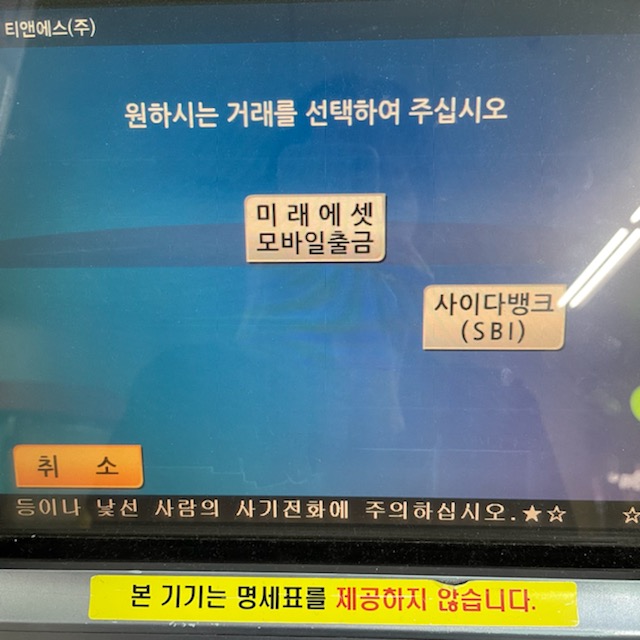 티앤에스(주)
원하시는 거래를 선택하여 주십시오
미 래 에 셋
모바일출금
사이다뱅크
(SBI)
취 소
등이나 낯선 사람의 사기전화에 주의하십시오.★☆ ☆
본 기기는 명세표를 제공하지 않습니다.